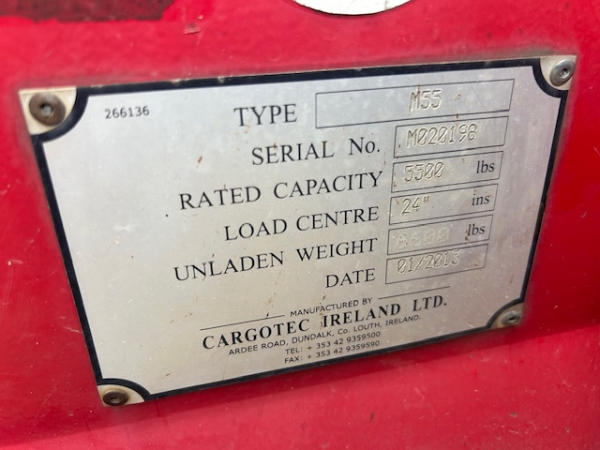 266136
TYPE M55
SERIAL No. M020198
RATED CAPACITY 5500 lbs
LOAD CENTRE 24" ins
UNLADEN WEIGHT lbs
DATE 01/2013
MANUFACTURED BY
CARGOTEC IRELAND LTD.
ARDEE ROAD, DUNDALK, Co. LOUTH, IRELAND.
TEL: + 353 42 9359500
FAX: + 353 42 9359590